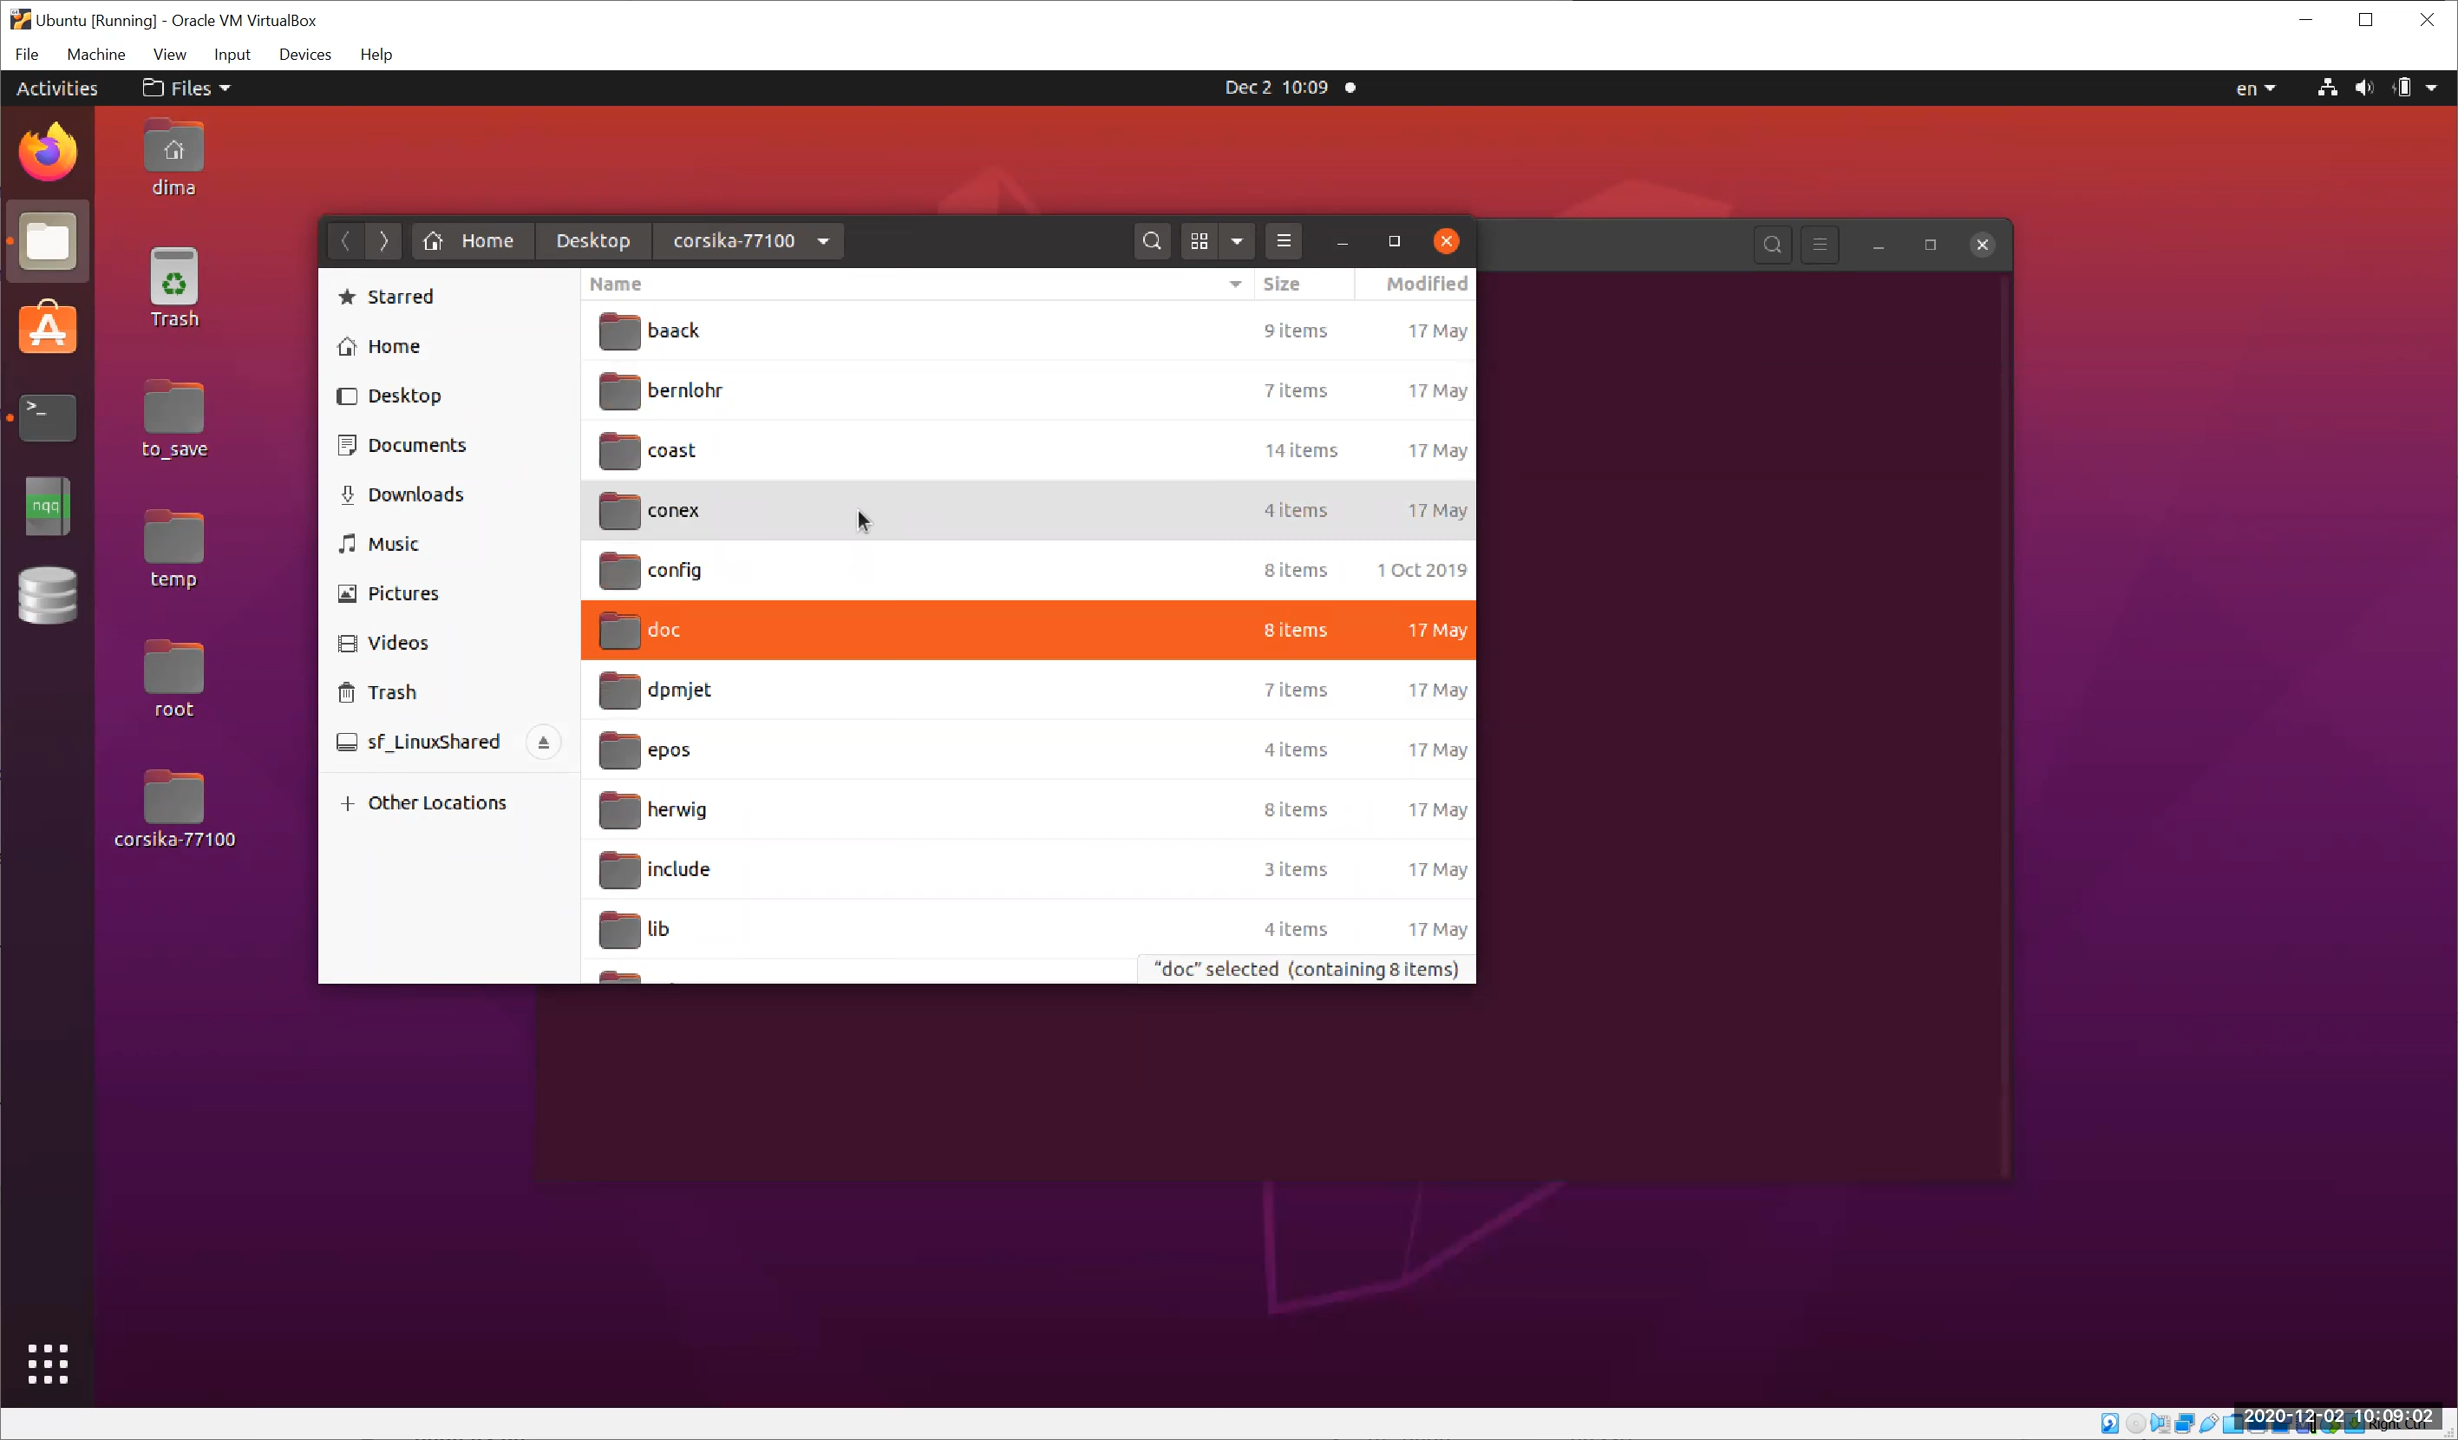 Ubuntu [Running] - Oracle VM VirtualBox
File Machine View Input Devices Help
Activities Files Dec 2 10:09 en
dima
Trash
to_save
temp
root
corsika-77100
nqq
>_
Home Desktop corsika-77100
Starred
Home
Desktop
Documents
Downloads
Music
Pictures
Videos
Trash
sf_LinuxShared
Other Locations
Name Size Modified
baack 9 items 17 May
bernlohr 7 items 17 May
coast 14 items 17 May
conex 4 items 17 May
config 8 items 1 Oct 2019
doc 8 items 17 May
dpmjet 7 items 17 May
epos 4 items 17 May
herwig 8 items 17 May
include 3 items 17 May
lib 4 items 17 May
“doc” selected (containing 8 items)
2020-12-02 10:09:02
Right Ctrl